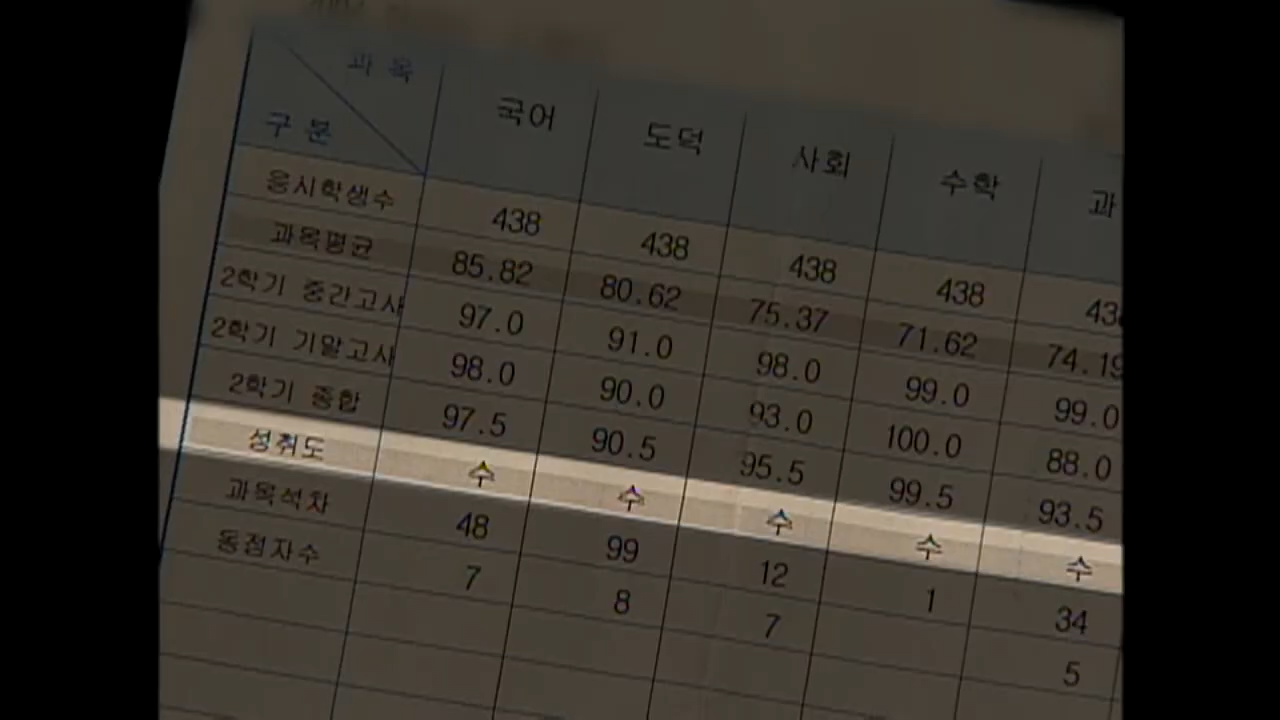 과 목
구 분 국어 도덕 사회 수학 과
응시학생수 438 438 438 438 43
과목평균 85.82 80.62 75.37 71.62 74.19
2학기 중간고사 97.0 91.0 98.0 99.0 99.0
2학기 기말고사 98.0 90.0 93.0 100.0 88.0
2학기 종합 97.5 90.5 95.5 99.5 93.5
성취도 수 수 수 수 수
과목석차 48 99 12 1 34
동점자수 7 8 7 5